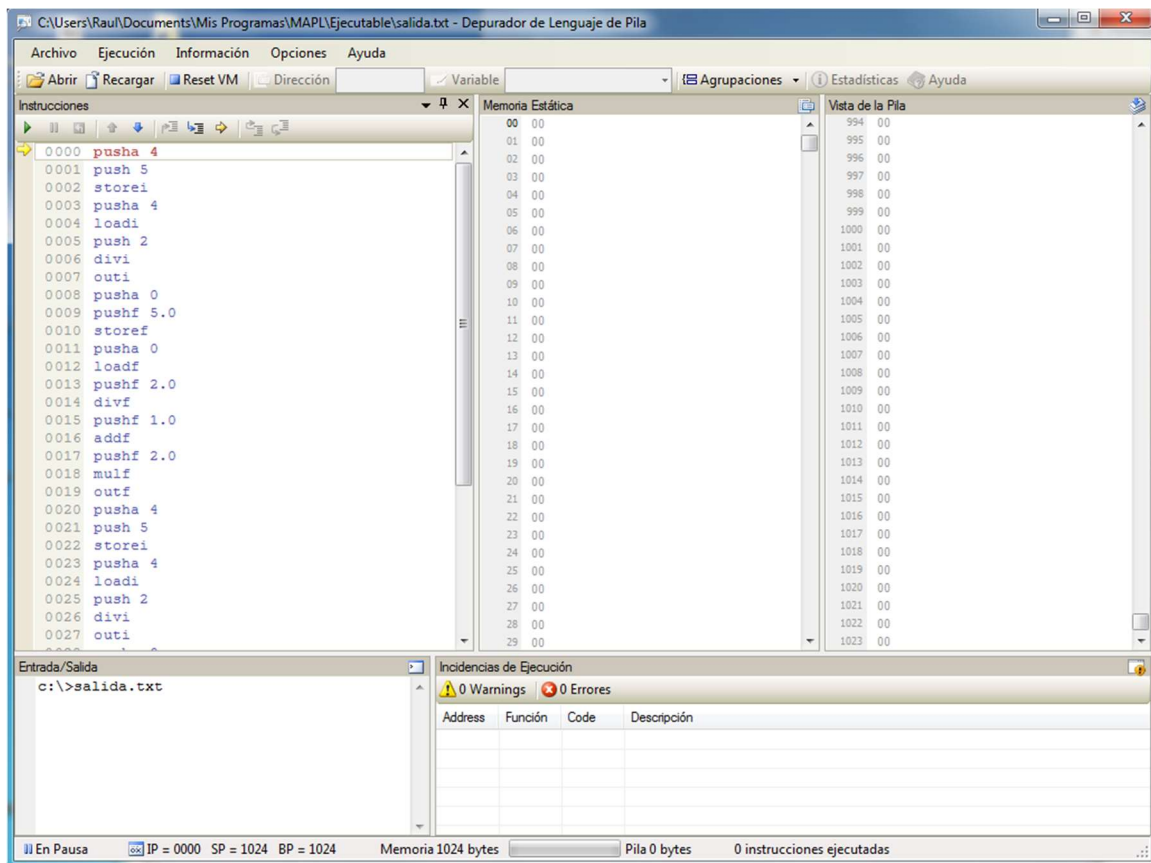 C:\Users\Raul\Documents\Mis Programas\MAPL\Ejecutable\salida.txt - Depurador de Lenguaje de Pila
Archivo Ejecución Información Opciones Ayuda
Abrir Recargar Reset VM Dirección Variable Agrupaciones Estadísticas Ayuda
Instrucciones
0000 pusha 4
0001 push 5
0002 storei
0003 pusha 4
0004 loadi
0005 push 2
0006 divi
0007 outi
0008 pusha 0
0009 pushf 5.0
0010 storef
0011 pusha 0
0012 loadf
0013 pushf 2.0
0014 divf
0015 pushf 1.0
0016 addf
0017 pushf 2.0
0018 mulf
0019 outf
0020 pusha 4
0021 push 5
0022 storei
0023 pusha 4
0024 loadi
0025 push 2
0026 divi
0027 outi
Memoria Estática
00 00
01 00
02 00
03 00
04 00
05 00
06 00
07 00
08 00
09 00
10 00
11 00
12 00
13 00
14 00
15 00
16 00
17 00
18 00
19 00
20 00
21 00
22 00
23 00
24 00
25 00
26 00
27 00
28 00
29 00
Vista de la Pila
994 00
995 00
996 00
997 00
998 00
999 00
1000 00
1001 00
1002 00
1003 00
1004 00
1005 00
1006 00
1007 00
1008 00
1009 00
1010 00
1011 00
1012 00
1013 00
1014 00
1015 00
1016 00
1017 00
1018 00
1019 00
1020 00
1021 00
1022 00
1023 00
Entrada/Salida
c:\>salida.txt
Incidencias de Ejecución
0 Warnings 0 Errores
Address Función Code Descripción
En Pausa IP = 0000 SP = 1024 BP = 1024 Memoria 1024 bytes Pila 0 bytes 0 instrucciones ejecutadas